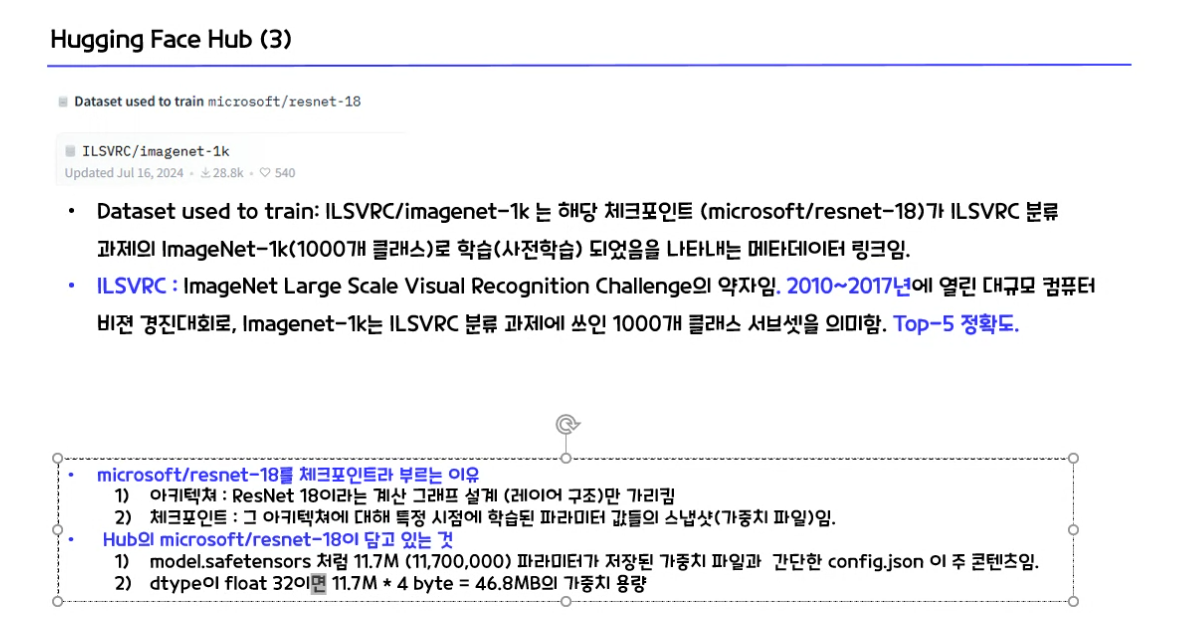 Hugging Face Hub (3)
Dataset used to train microsoft/resnet-18
ILSVRC/imagenet-1k
Updated Jul 16, 2024 • 28.8k • 540
• Dataset used to train: ILSVRC/imagenet-1k 는 해당 체크포인트 (microsoft/resnet-18)가 ILSVRC 분류
과제의 ImageNet-1k(1000개 클래스)로 학습(사전학습) 되었음을 나타내는 메타데이터 링크임.
• ILSVRC : ImageNet Large Scale Visual Recognition Challenge의 약자임. 2010~2017년에 열린 대규모 컴퓨터
비젼 경진대회로, Imagenet-1k는 ILSVRC 분류 과제에 쓰인 1000개 클래스 서브셋을 의미함. Top-5 정확도.
• microsoft/resnet-18를 체크포인트라 부르는 이유
1) 아키텍쳐 : ResNet 18이라는 계산 그래프 설계 (레이어 구조)만 가리킴
2) 체크포인트 : 그 아키텍쳐에 대해 특정 시점에 학습된 파라미터 값들의 스냅샷(가중치 파일)임.
• Hub의 microsoft/resnet-18이 담고 있는 것
1) model.safetensors 처럼 11.7M (11,700,000) 파라미터가 저장된 가중치 파일과 간단한 config.json 이 주 콘텐츠임.
2) dtype이 float 32이면 11.7M * 4 byte = 46.8MB의 가중치 용량